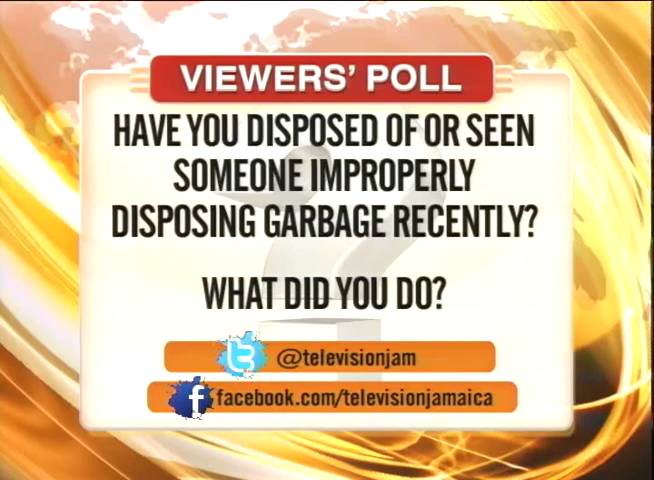 VIEWERS' POLL
HAVE YOU DISPOSED OF OR SEEN
SOMEONE IMPROPERLY
DISPOSING GARBAGE RECENTLY?
WHAT DID YOU DO?
@televisionjam
facebook.com/televisionjamaica